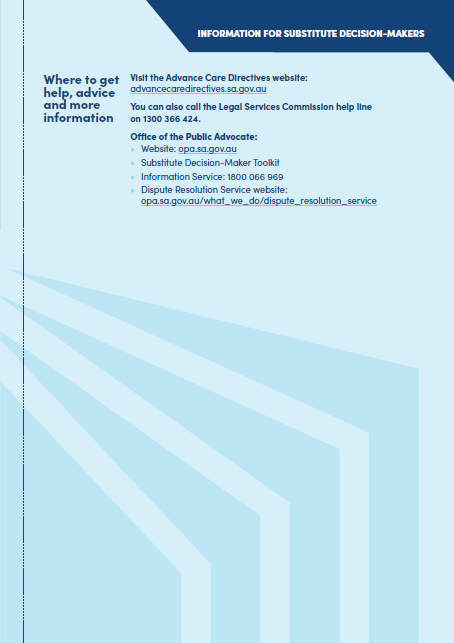 INFORMATION FOR SUBSTITUTE DECISION-MAKERS
Where to get
help, advice
and more
information
Visit the Advance Care Directives website:
advancecaredirectives.sa.gov.au
You can also call the Legal Services Commission help line
on 1300 366 424.
Office of the Public Advocate:
» Website: opa.sa.gov.au
» Substitute Decision-Maker Toolkit
» Information Service: 1800 066 969
» Dispute Resolution Service website:
opa.sa.gov.au/what_we_do/dispute_resolution_service